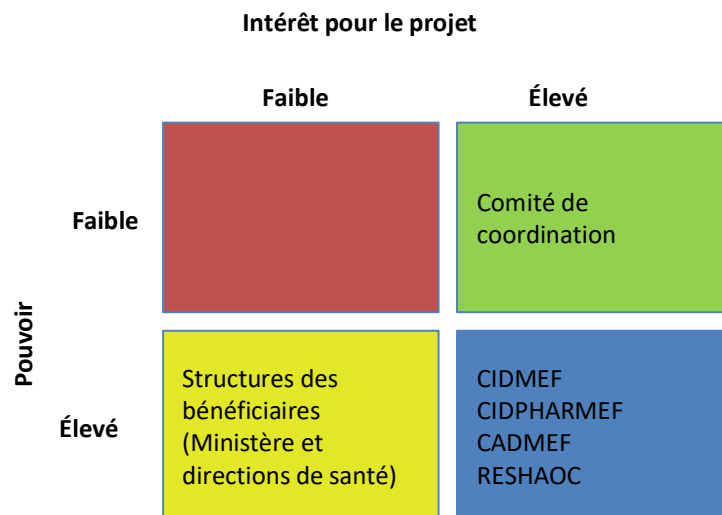 Intérêt pour le projet
Faible
Élevé
Pouvoir
Faible
Comité de
coordination
Élevé
Structures des
bénéficiaires
(Ministère et
directions de santé)
CIDMEF
CIDPHARMEF
CADMEF
RESHAOC